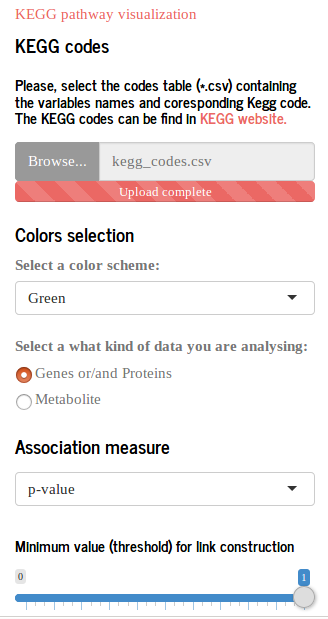 KEGG pathway visualization
KEGG codes
Please, select the codes table (*.csv) containing
the variables names and coresponding Kegg code.
The KEGG codes can be find in KEGG website.
Browse... kegg_codes.csv
Upload complete
Colors selection
Select a color scheme:
Green
Select a what kind of data you are analysing:
Genes or/and Proteins
Metabolite
Association measure
p-value
Minimum value (threshold) for link construction
0 1